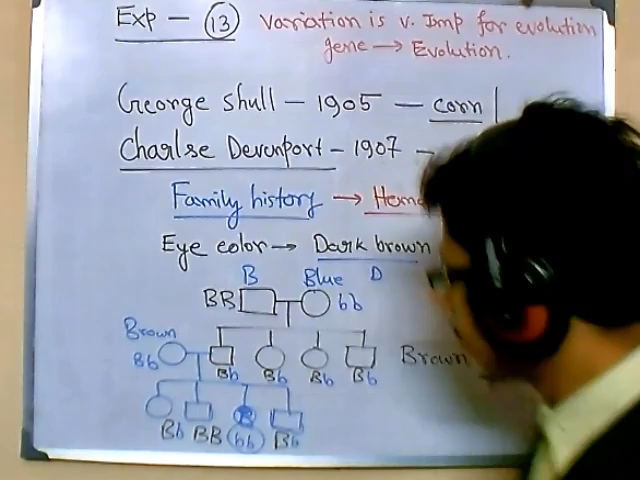 Exp - 13 Variation is v. Imp for evolution
gene → Evolution.
George Shull - 1905 - corn
Charlse Devenport - 1907 -
Family history →
Eye color → Dark brown
B Blue D
BB bb
Brown
Bb Bb Bb Bb Bb Brown
B
Bb BB bb Bb